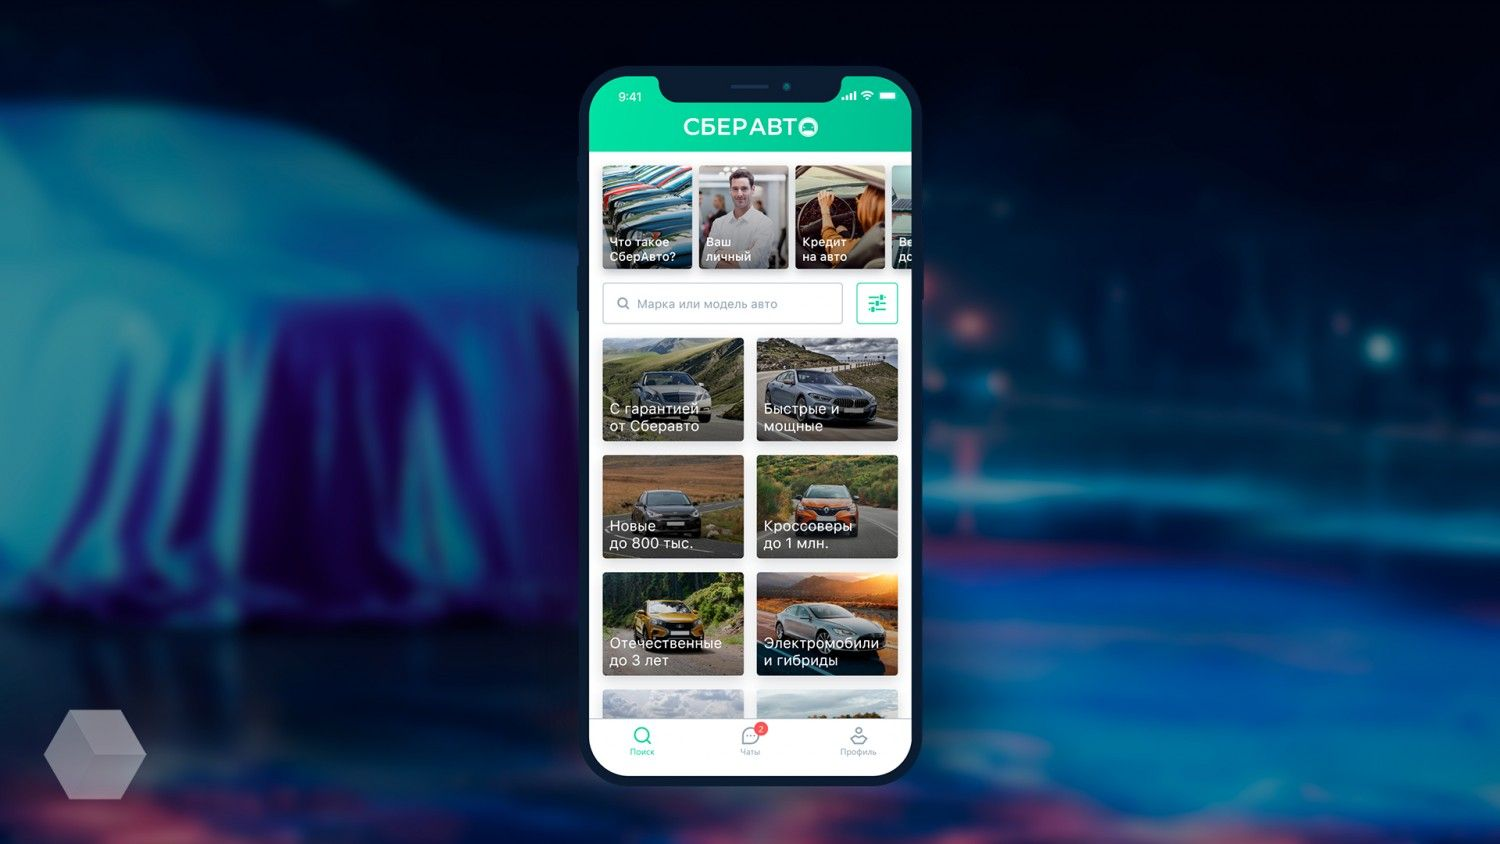 9:41
СБЕРАВТО
Что такое
СберАвто?
Ваш
личный
Кредит
на авто
Марка или модель авто
С гарантией
от Сберавто
Быстрые и
мощные
Новые
до 800 тыс.
Кроссоверы
до 1 млн.
Отечественные
до 3 лет
Электромобили
и гибриды
2
Поиск
Чаты
Профиль